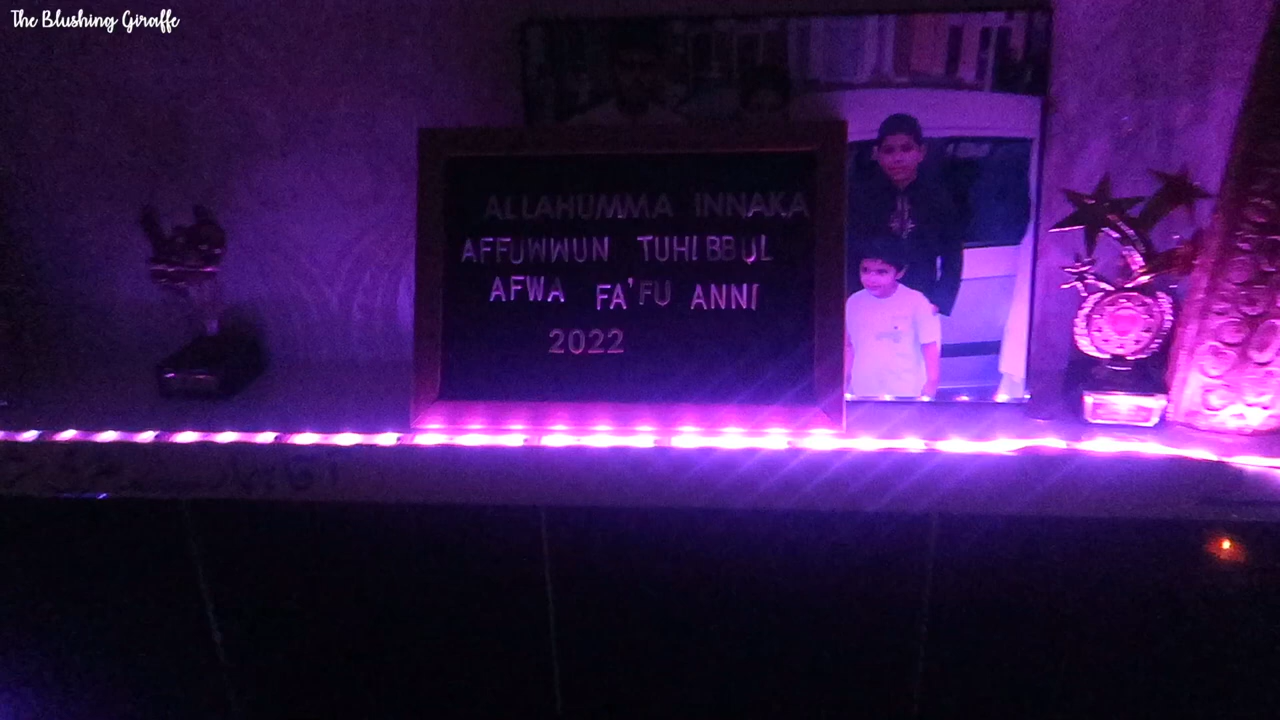 The Blushing Giraffe
ALLAHUMMA INNAKA
AFFUWWUN TUHIBBUL
AFWA FA'FU ANNI
2022